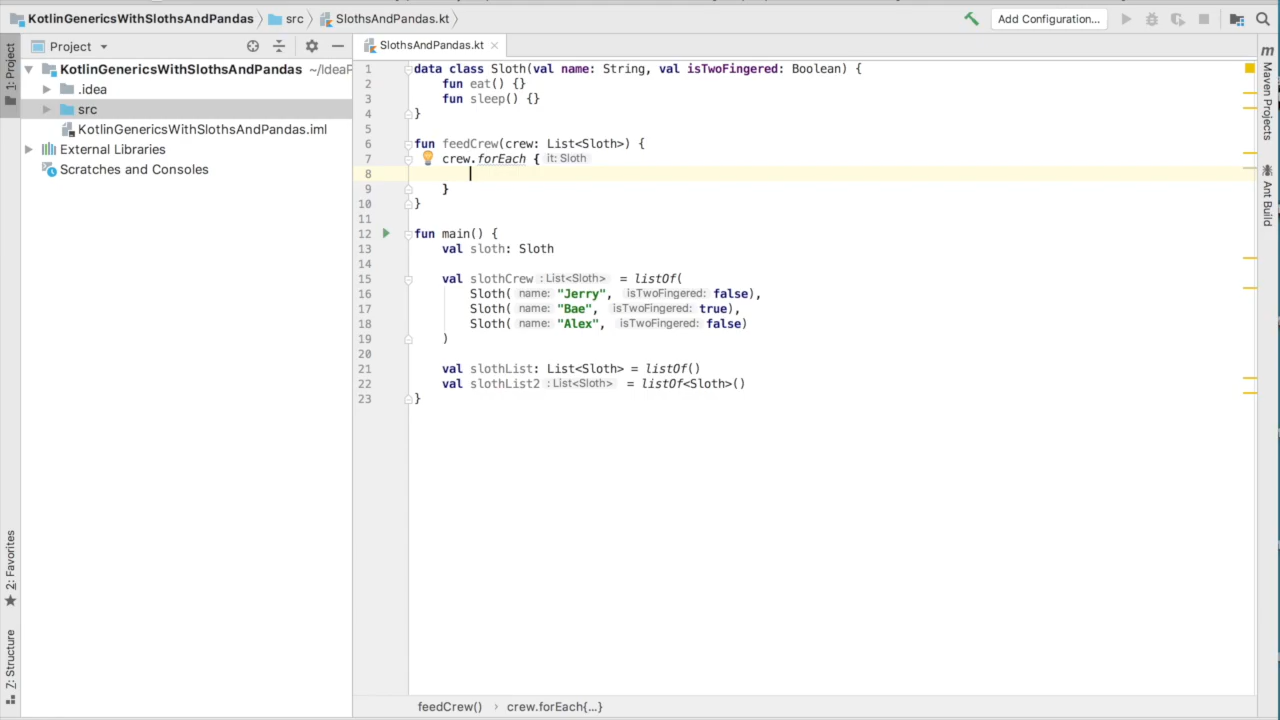 KotlinGenericsWithSlothsAndPandas src SlothsAndPandas.kt Add Configuration...
1: Project
Project
SlothsAndPandas.kt
KotlinGenericsWithSlothsAndPandas ~/IdeaP
.idea
src
KotlinGenericsWithSlothsAndPandas.iml
External Libraries
Scratches and Consoles
1 data class Sloth(val name: String, val isTwoFingered: Boolean) {
2 fun eat() {}
3 fun sleep() {}
4 }
5
6 fun feedCrew(crew: List<Sloth>) {
7 crew.forEach { it: Sloth
8
9 }
10 }
11
12 fun main() {
13 val sloth: Sloth
14
15 val slothCrew : List<Sloth> = listOf(
16 Sloth( name: "Jerry", isTwoFingered: false),
17 Sloth( name: "Bae", isTwoFingered: true),
18 Sloth( name: "Alex", isTwoFingered: false)
19 )
20
21 val slothList: List<Sloth> = listOf()
22 val slothList2 : List<Sloth> = listOf<Sloth>()
23 }
m
Maven Projects
Ant Build
2: Favorites
Z: Structure
feedCrew() crew.forEach{...}